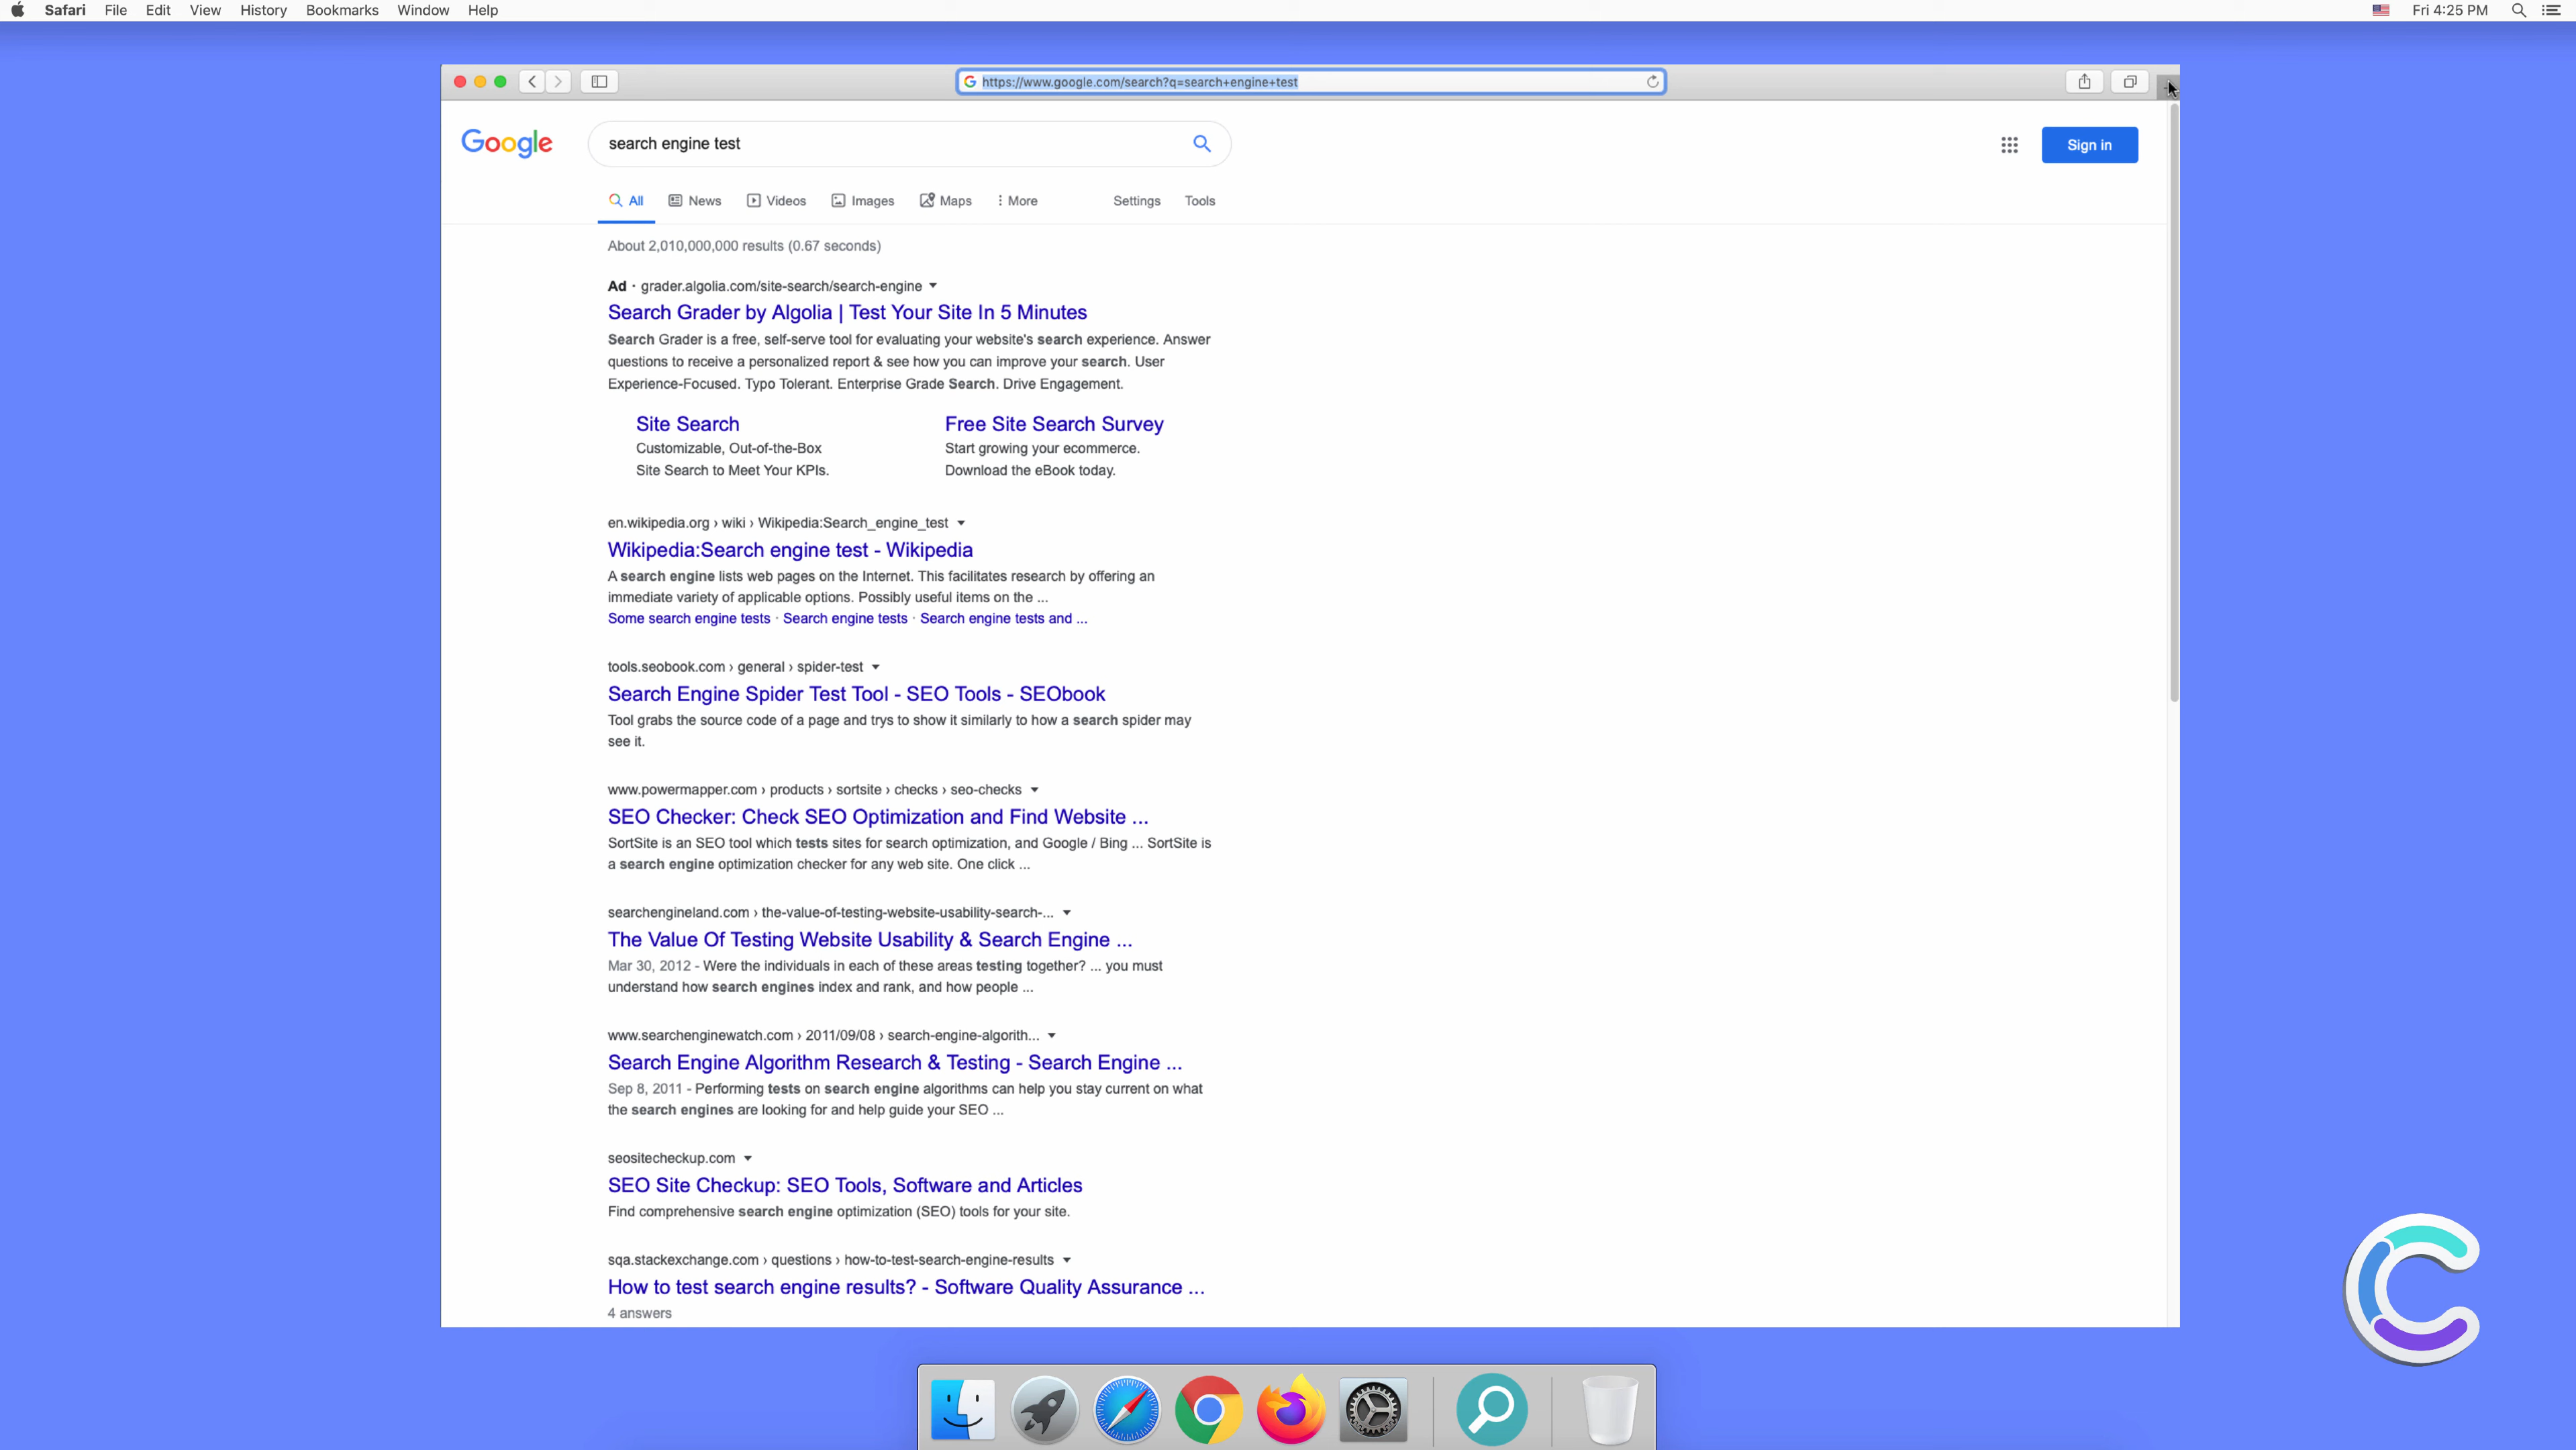 Safari File Edit View History Bookmarks Window Help Fri 4:25 PM
https://www.google.com/search?q=search+engine+test
Google search engine test Sign in
All News Videos Images Maps More Settings Tools
About 2,010,000,000 results (0.67 seconds)
Ad · grader.algolia.com/site-search/search-engine
Search Grader by Algolia | Test Your Site In 5 Minutes
Search Grader is a free, self-serve tool for evaluating your website's search experience. Answer
questions to receive a personalized report & see how you can improve your search. User
Experience-Focused. Typo Tolerant. Enterprise Grade Search. Drive Engagement.
Site Search
Customizable, Out-of-the-Box
Site Search to Meet Your KPIs.
Free Site Search Survey
Start growing your ecommerce.
Download the eBook today.
en.wikipedia.org › wiki › Wikipedia:Search_engine_test
Wikipedia:Search engine test - Wikipedia
A search engine lists web pages on the Internet. This facilitates research by offering an
immediate variety of applicable options. Possibly useful items on the ...
Some search engine tests · Search engine tests · Search engine tests and ...
tools.seobook.com › general › spider-test
Search Engine Spider Test Tool - SEO Tools - SEObook
Tool grabs the source code of a page and trys to show it similarly to how a search spider may
see it.
www.powermapper.com › products › sortsite › checks › seo-checks
SEO Checker: Check SEO Optimization and Find Website ...
SortSite is an SEO tool which tests sites for search optimization, and Google / Bing ... SortSite is
a search engine optimization checker for any web site. One click ...
searchengineland.com › the-value-of-testing-website-usability-search-...
The Value Of Testing Website Usability & Search Engine ...
Mar 30, 2012 - Were the individuals in each of these areas testing together? ... you must
understand how search engines index and rank, and how people ...
www.searchenginewatch.com › 2011/09/08 › search-engine-algorith...
Search Engine Algorithm Research & Testing - Search Engine ...
Sep 8, 2011 - Performing tests on search engine algorithms can help you stay current on what
the search engines are looking for and help guide your SEO ...
seositecheckup.com
SEO Site Checkup: SEO Tools, Software and Articles
Find comprehensive search engine optimization (SEO) tools for your site.
sqa.stackexchange.com › questions › how-to-test-search-engine-results
How to test search engine results? - Software Quality Assurance ...
4 answers